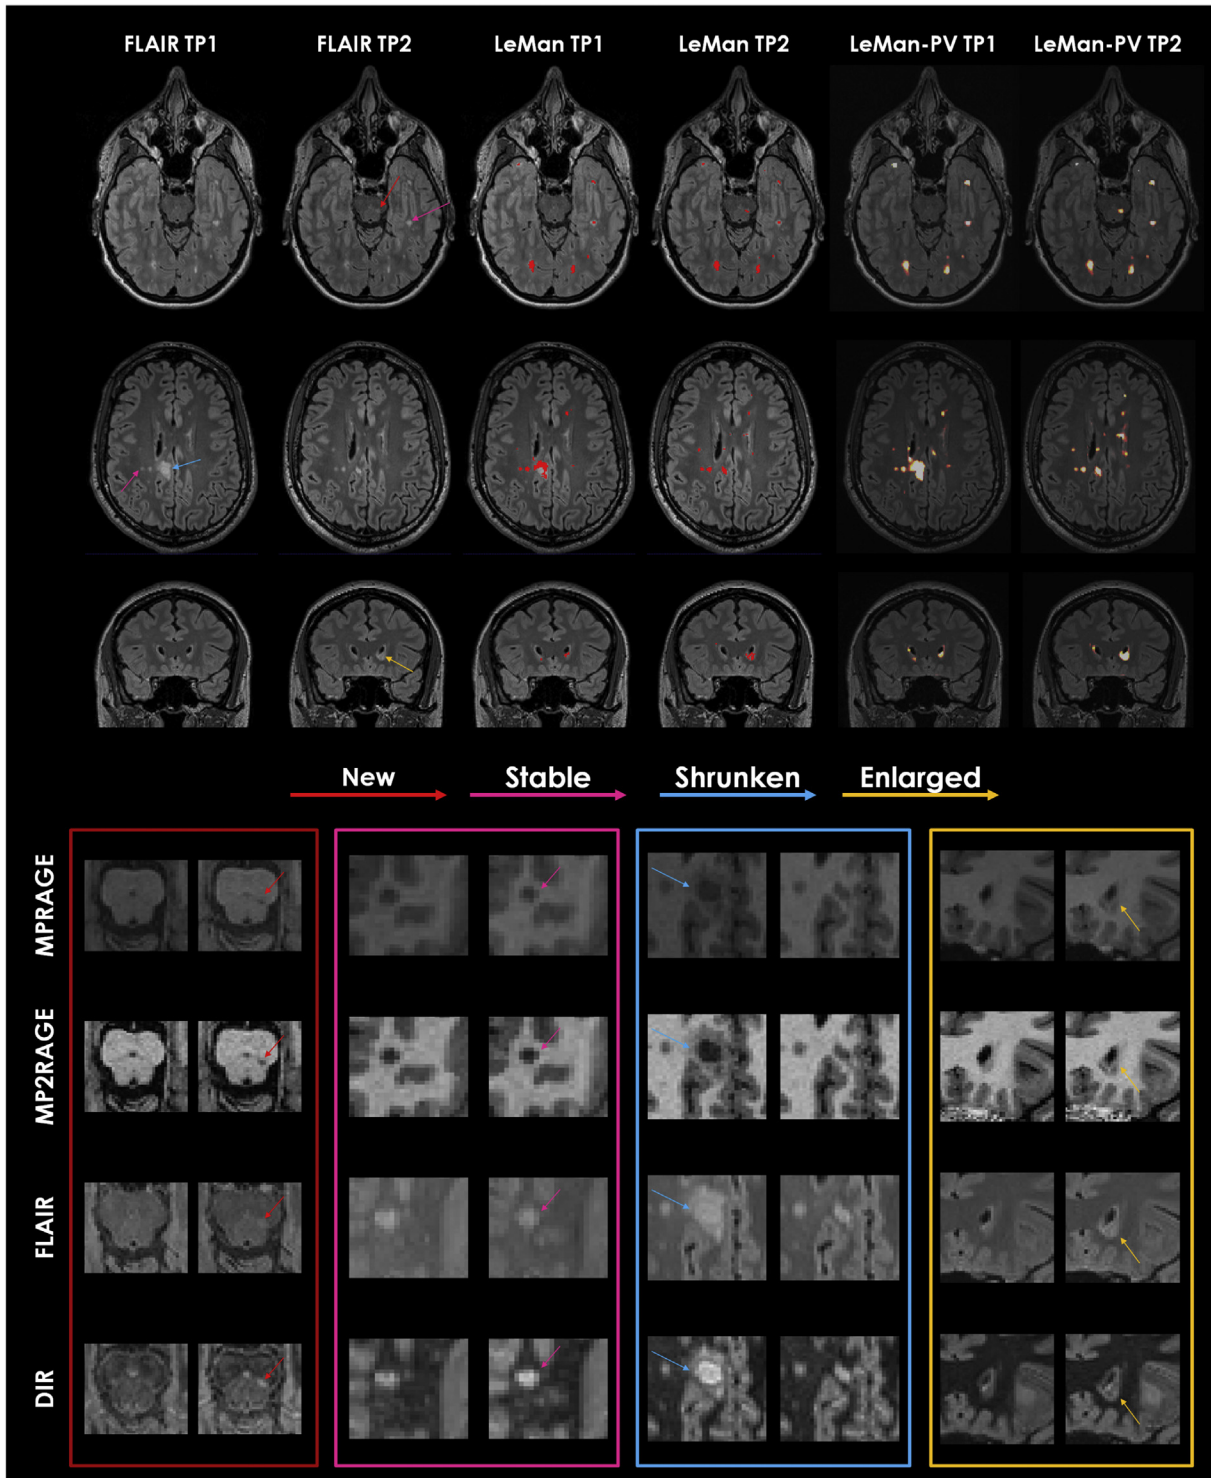 FLAIR TP1 FLAIR TP2 LeMan TP1 LeMan TP2 LeMan-PV TP1 LeMan-PV TP2
New Stable Shrunken Enlarged
MPRAGE
MP2RAGE
FLAIR
DIR